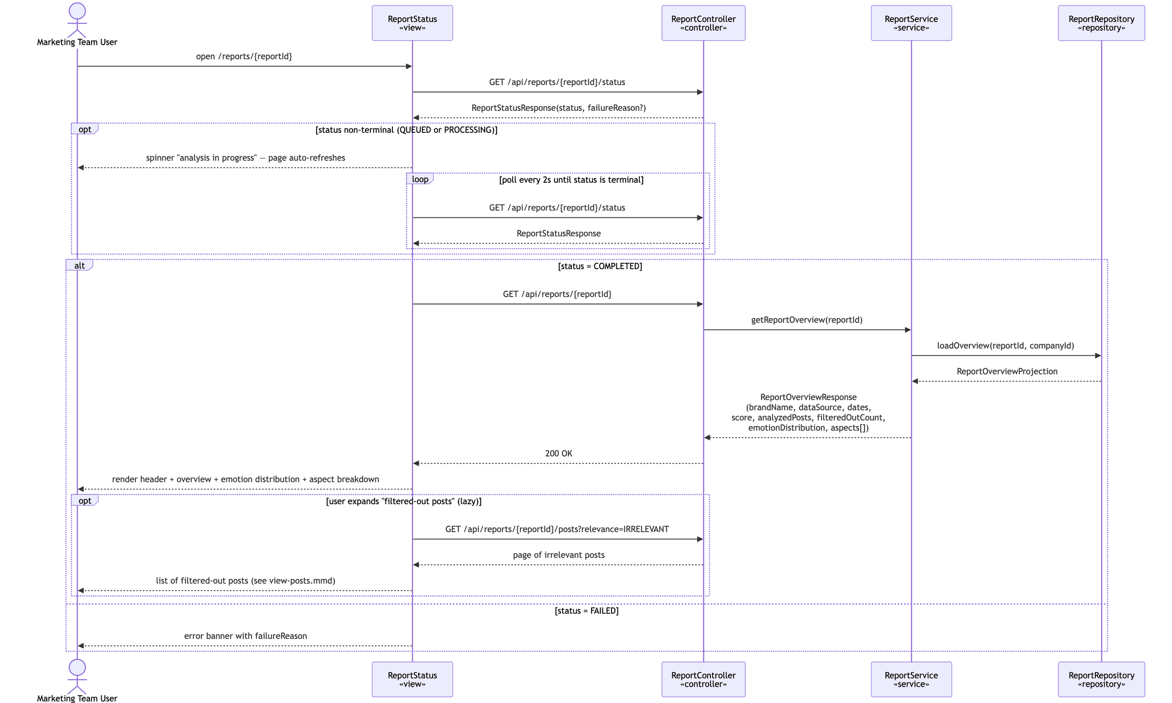 Marketing Team User
ReportStatus
«view»
ReportController
«controller»
ReportService
«service»
ReportRepository
«repository»
open /reports/{reportId}
GET /api/reports/{reportId}/status
ReportStatusResponse(status, failureReason?)
opt
[status non-terminal (QUEUED or PROCESSING)]
spinner "analysis in progress" — page auto-refreshes
loop
[poll every 2s until status is terminal]
GET /api/reports/{reportId}/status
ReportStatusResponse
alt
[status = COMPLETED]
GET /api/reports/{reportId}
getReportOverview(reportId)
loadOverview(reportId, companyId)
ReportOverviewProjection
ReportOverviewResponse
(brandName, dataSource, dates,
score, analyzedPosts, filteredOutCount,
emotionDistribution, aspects[])
200 OK
render header + overview + emotion distribution + aspect breakdown
opt
[user expands "filtered-out posts" (lazy)]
GET /api/reports/{reportId}/posts?relevance=IRRELEVANT
page of irrelevant posts
list of filtered-out posts (see view-posts.mmd)
[status = FAILED]
error banner with failureReason
Marketing Team User
ReportStatus
«view»
ReportController
«controller»
ReportService
«service»
ReportRepository
«repository»